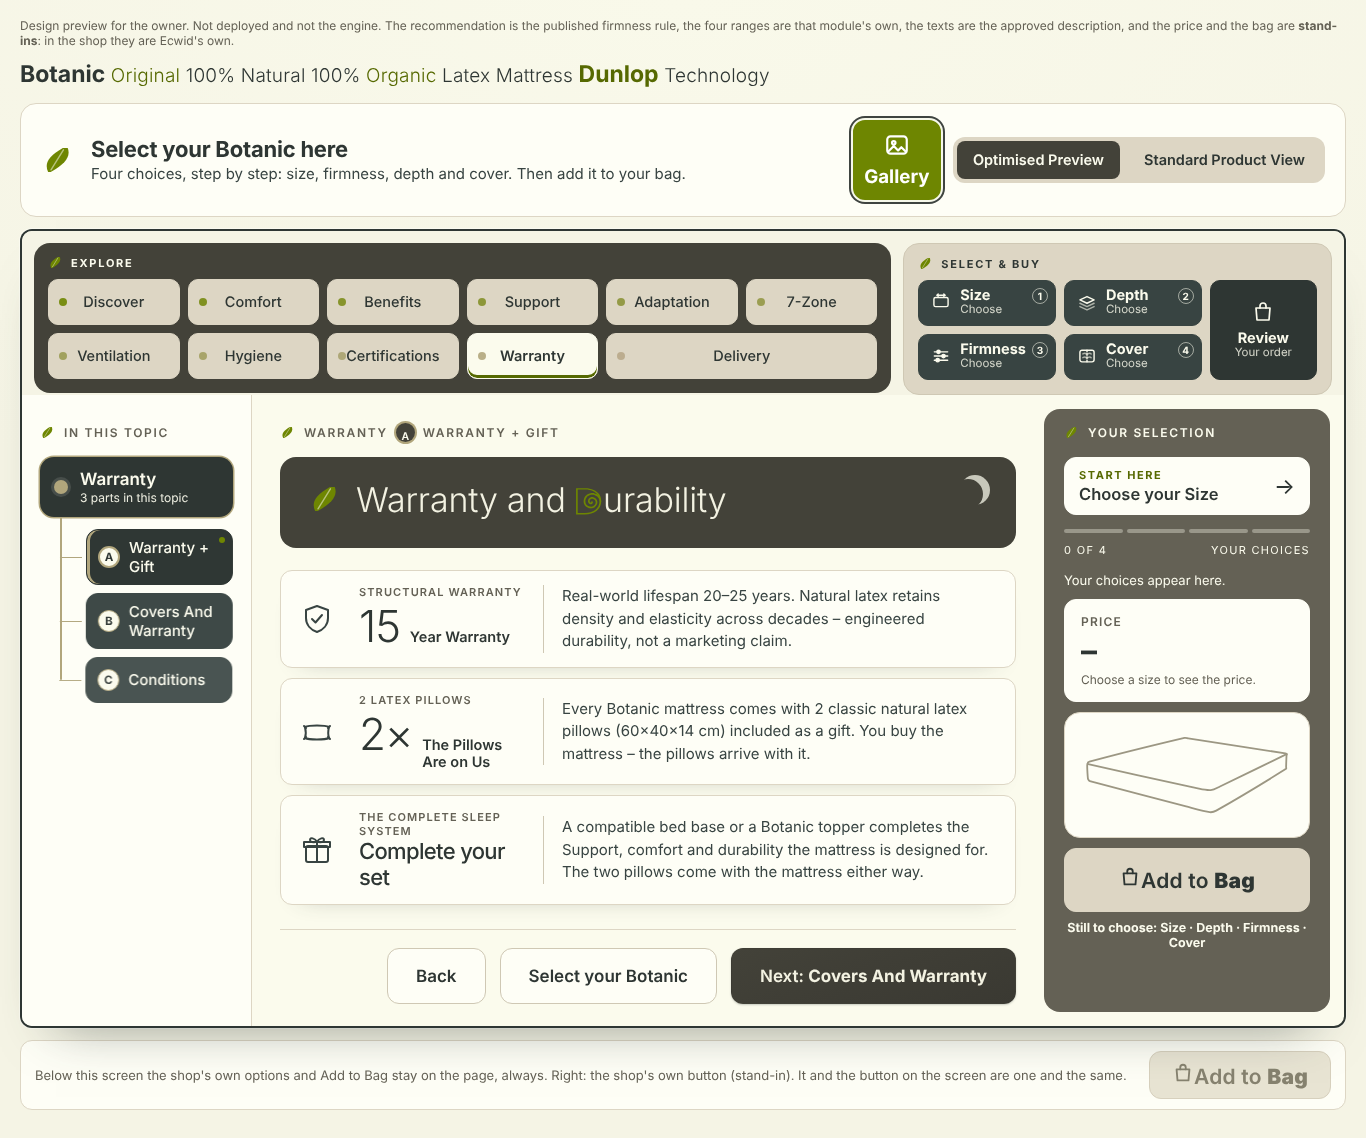 Design preview for the owner. Not deployed and not the engine. The recommendation is the published firmness rule, the four ranges are that module's own, the texts are the approved description, and the price and the bag are stand-
ins: in the shop they are Ecwid's own.
Botanic Original 100% Natural 100% Organic Latex Mattress Dunlop Technology
Select your Botanic here
Four choices, step by step: size, firmness, depth and cover. Then add it to your bag.
Gallery
Optimised Preview
Standard Product View
EXPLORE
Discover
Comfort
Benefits
Support
Adaptation
7-Zone
Ventilation
Hygiene
Certifications
Warranty
Delivery
SELECT & BUY
Size
Choose
1
Depth
Choose
2
Firmness
Choose
3
Cover
Choose
4
Review
Your order
IN THIS TOPIC
Warranty
3 parts in this topic
A
Warranty +
Gift
B
Covers And
Warranty
C
Conditions
WARRANTY A WARRANTY + GIFT
Warranty and Durability
STRUCTURAL WARRANTY
15 Year Warranty
Real-world lifespan 20–25 years. Natural latex retains
density and elasticity across decades – engineered
durability, not a marketing claim.
2 LATEX PILLOWS
2× The Pillows
Are on Us
Every Botanic mattress comes with 2 classic natural latex
pillows (60×40×14 cm) included as a gift. You buy the
mattress – the pillows arrive with it.
THE COMPLETE SLEEP
SYSTEM
Complete your
set
A compatible bed base or a Botanic topper completes the
Support, comfort and durability the mattress is designed for.
The two pillows come with the mattress either way.
Back
Select your Botanic
Next: Covers And Warranty
YOUR SELECTION
START HERE
Choose your Size
0 OF 4
YOUR CHOICES
Your choices appear here.
PRICE
–
Choose a size to see the price.
Add to Bag
Still to choose: Size · Depth · Firmness ·
Cover
Below this screen the shop's own options and Add to Bag stay on the page, always. Right: the shop's own button (stand-in). It and the button on the screen are one and the same.
Add to Bag